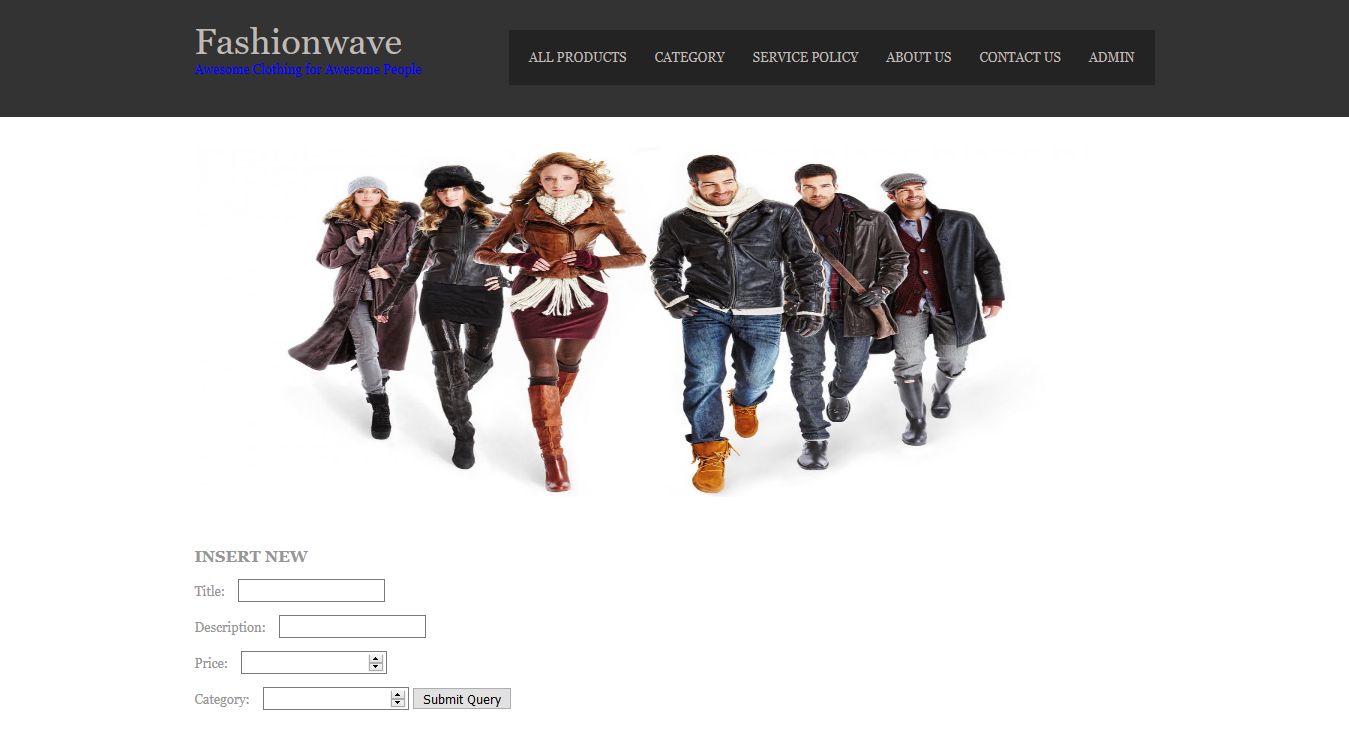 Fashionwave
Awesome Clothing for Awesome People
ALL PRODUCTS CATEGORY SERVICE POLICY ABOUT US CONTACT US ADMIN
INSERT NEW
Title:
Description:
Price:
Category: Submit Query